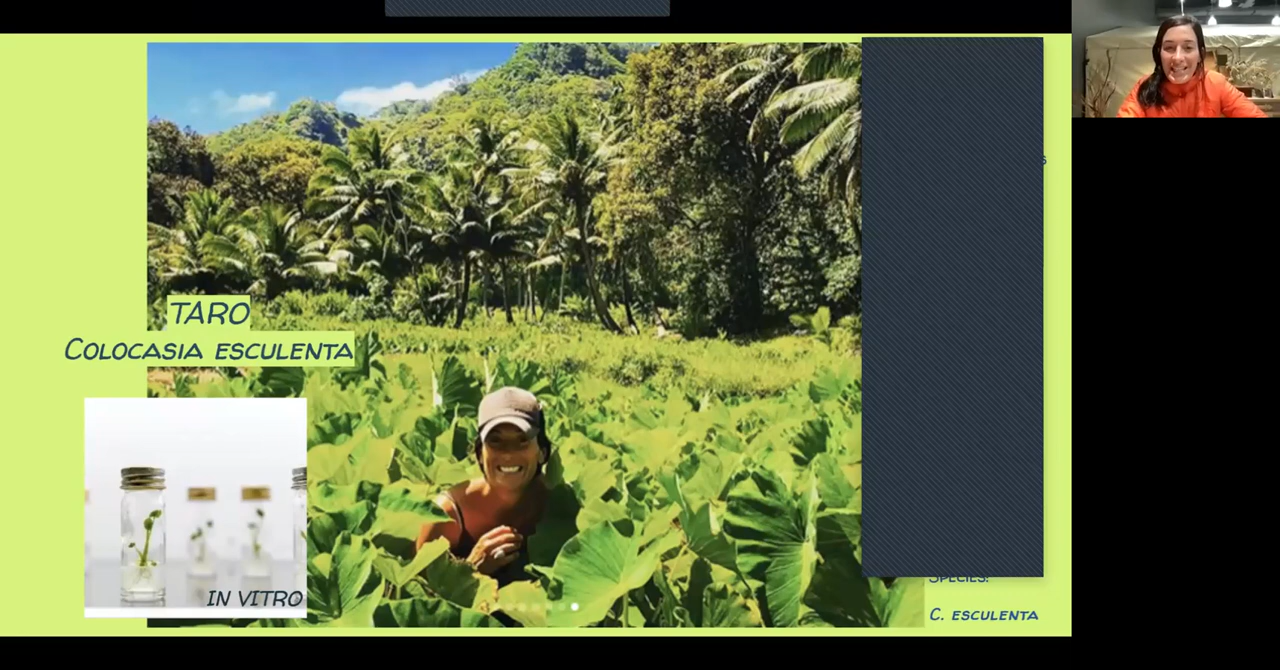 TARO
COLOCASIA ESCULENTA
IN VITRO
SPECIES:
C. ESCULENTA